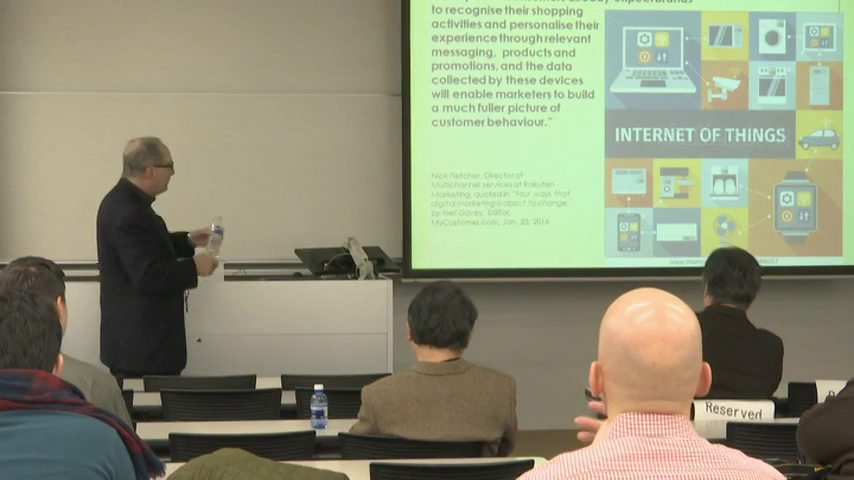 to recognise their shopping
activities and personalise their
experience through relevant
messaging, products and
promotions, and the data
collected by these devices
will enable marketers to build
a much fuller picture of
customer behaviour."
INTERNET OF THINGS
Nick Fletcher, Director of
Multichannel services at Rakuten
Marketing, quoted in "Four ways that
digital marketing is about to change,
by Neil Davey, Editor,
MyCustomer.com, Jan. 25, 2016
Reserved